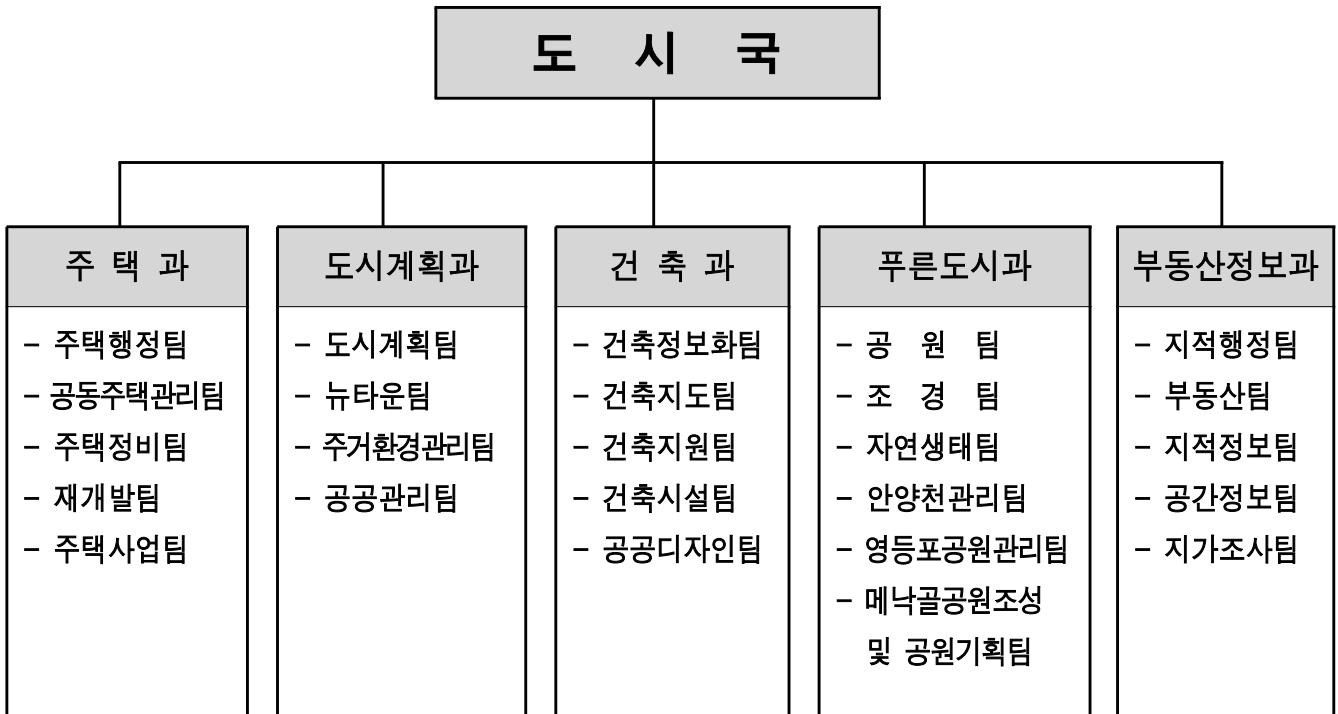 도 시 국
주 택 과
- 주택행정팀
- 공동주택관리팀
- 주택정비팀
- 재개발팀
- 주택사업팀
도시계획과
- 도시계획팀
- 뉴타운팀
- 주거환경관리팀
- 공공관리팀
건 축 과
- 건축정보화팀
- 건축지도팀
- 건축지원팀
- 건축시설팀
- 공공디자인팀
푸른도시과
- 공 원 팀
- 조 경 팀
- 자연생태팀
- 안양천관리팀
- 영등포공원관리팀
- 메낙골공원조성
및 공원기획팀
부동산정보과
- 지적행정팀
- 부동산팀
- 지적정보팀
- 공간정보팀
- 지가조사팀